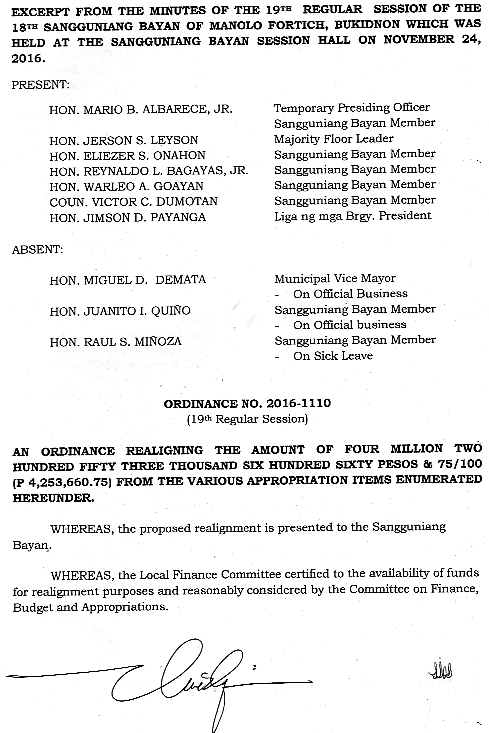 EXCERPT FROM THE MINUTES OF THE 19TH REGULAR SESSION OF THE
18TH SANGGUNIANG BAYAN OF MANOLO FORTICH, BUKIDNON WHICH WAS
HELD AT THE SANGGUNIANG BAYAN SESSION HALL ON NOVEMBER 24,
2016.
PRESENT:
HON. MARIO B. ALBARECE, JR. Temporary Presiding Officer
Sangguniang Bayan Member
HON. JERSON S. LEYSON Majority Floor Leader
HON. ELIEZER S. ONAHON Sangguniang Bayan Member
HON. REYNALDO L. BAGAYAS, JR. Sangguniang Bayan Member
HON. WARLEO A. GOAYAN Sangguniang Bayan Member
COUN. VICTOR C. DUMOTAN Sangguniang Bayan Member
HON. JIMSON D. PAYANGA Liga ng mga Brgy. President
ABSENT:
HON. MIGUEL D. DEMATA Municipal Vice Mayor
- On Official Business
HON. JUANITO I. QUIÑO Sangguniang Bayan Member
- On Official business
HON. RAUL S. MIÑOZA Sangguniang Bayan Member
- On Sick Leave
ORDINANCE NO. 2016-1110
(19th Regular Session)
AN ORDINANCE REALIGNING THE AMOUNT OF FOUR MILLION TWO
HUNDRED FIFTY THREE THOUSAND SIX HUNDRED SIXTY PESOS & 75/100
(P 4,253,660.75) FROM THE VARIOUS APPROPRIATION ITEMS ENUMERATED
HEREUNDER.
WHEREAS, the proposed realignment is presented to the Sangguniang
Bayan.
WHEREAS, the Local Finance Committee certified to the availability of funds
for realignment purposes and reasonably considered by the Committee on Finance,
Budget and Appropriations.